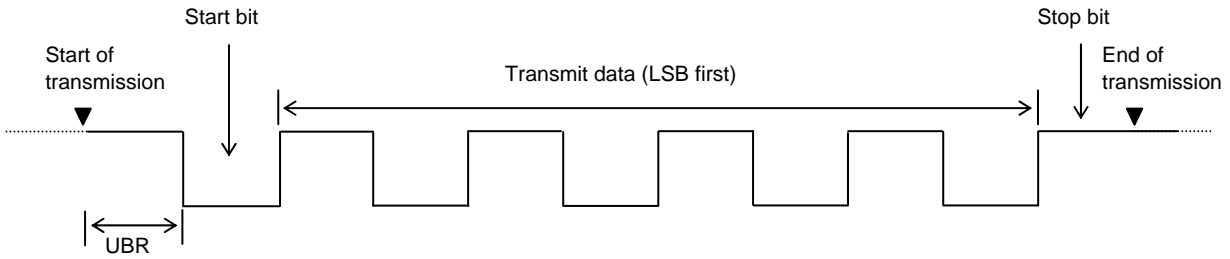 Start bit
Stop bit
Start of
transmission
End of
transmission
Transmit data (LSB first)
UBR